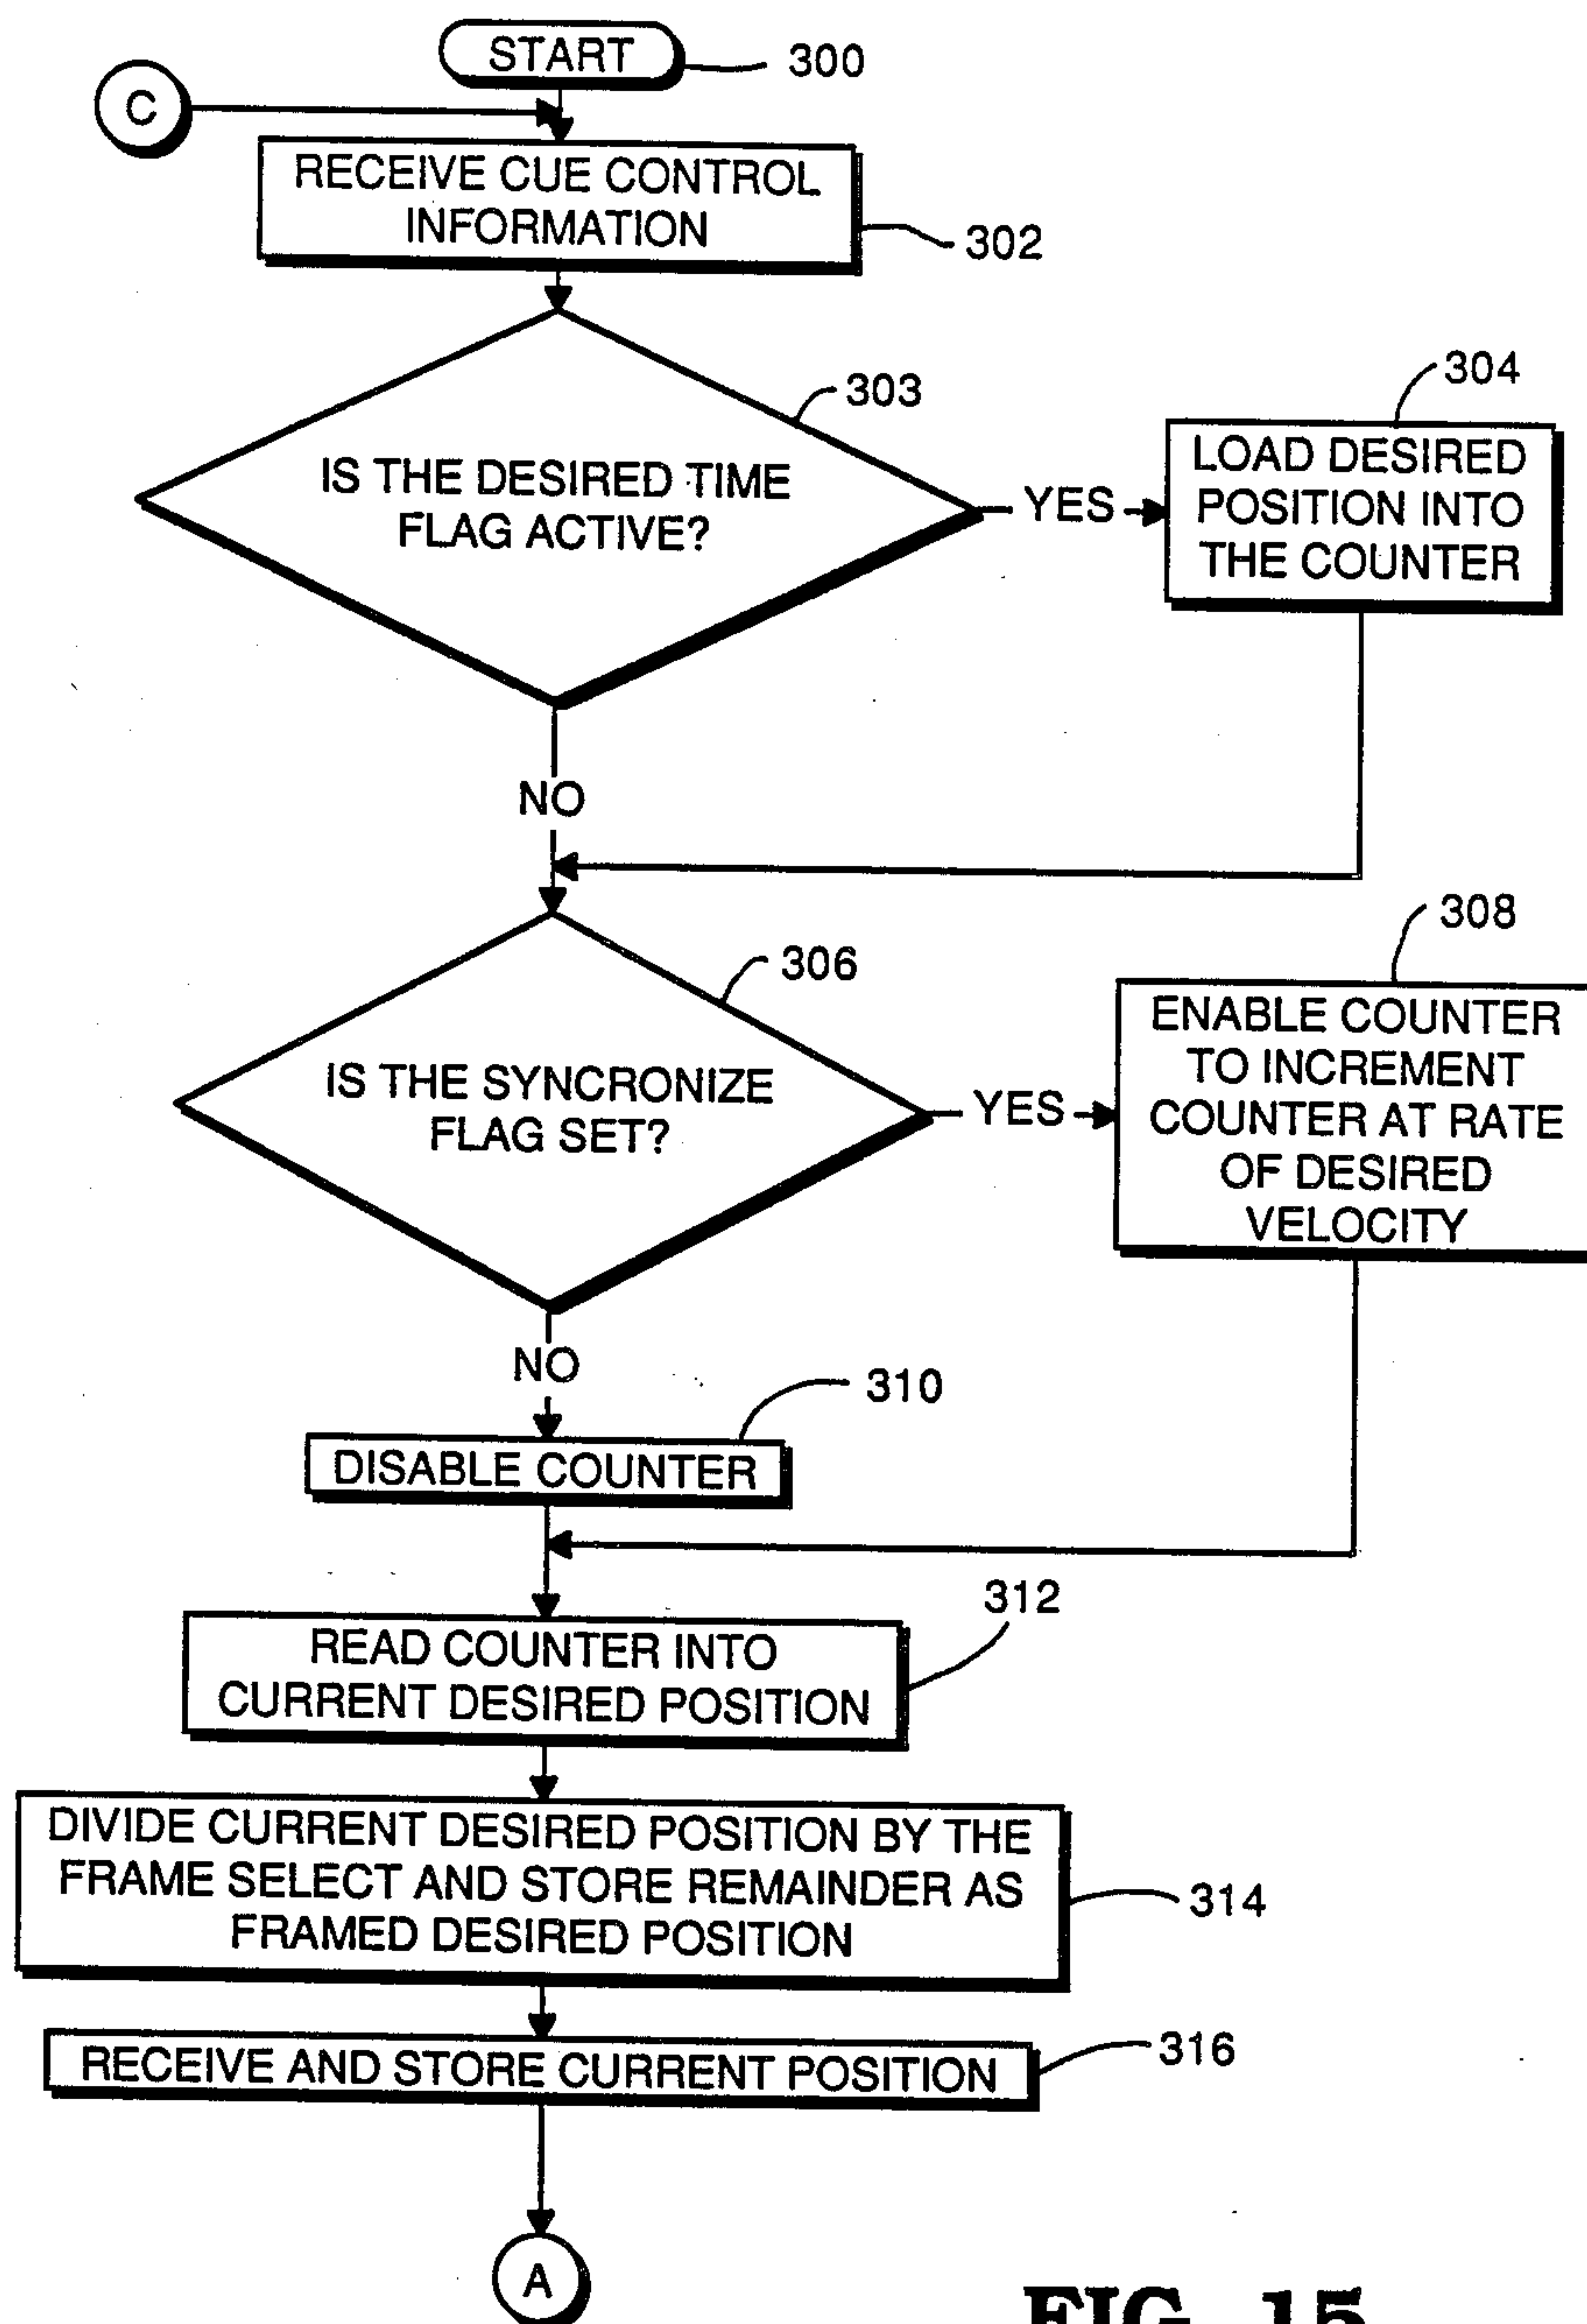 START
300
C
RECEIVE CUE CONTROL
INFORMATION
302
303
IS THE DESIRED TIME
FLAG ACTIVE?
YES
304
LOAD DESIRED
POSITION INTO
THE COUNTER
NO
306
IS THE SYNCRONIZE
FLAG SET?
YES
308
ENABLE COUNTER
TO INCREMENT
COUNTER AT RATE
OF DESIRED
VELOCITY
NO
310
DISABLE COUNTER
312
READ COUNTER INTO
CURRENT DESIRED POSITION
DIVIDE CURRENT DESIRED POSITION BY THE
FRAME SELECT AND STORE REMAINDER AS
FRAMED DESIRED POSITION
314
RECEIVE AND STORE CURRENT POSITION
316
A
FIG. 15